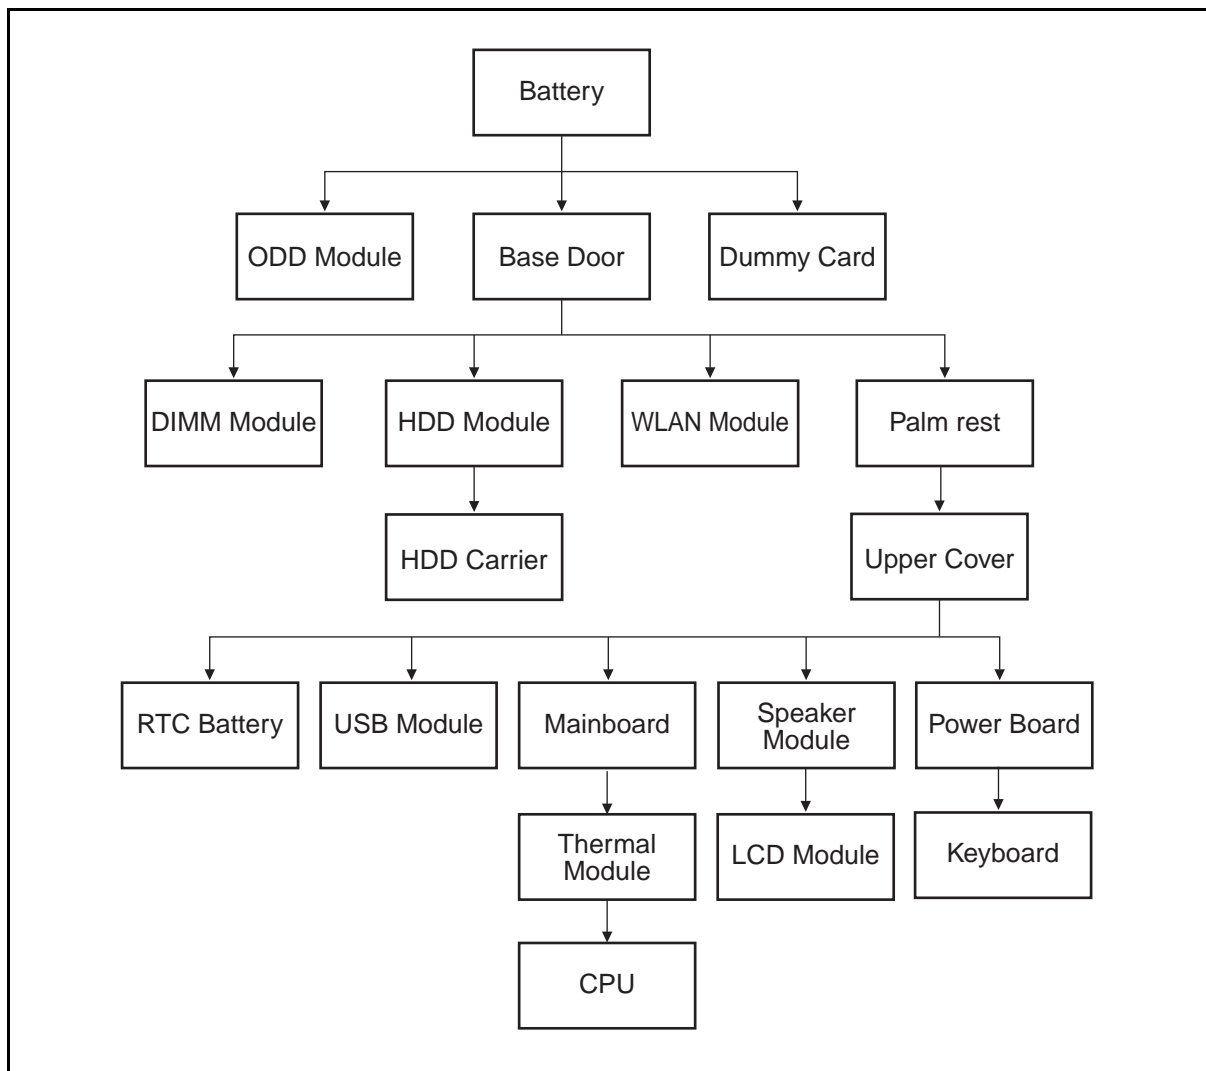 Battery
ODD Module
Base Door
Dummy Card
DIMM Module
HDD Module
WLAN Module
Palm rest
HDD Carrier
Upper Cover
RTC Battery
USB Module
Mainboard
Speaker
Module
Power Board
Thermal
Module
LCD Module
Keyboard
CPU